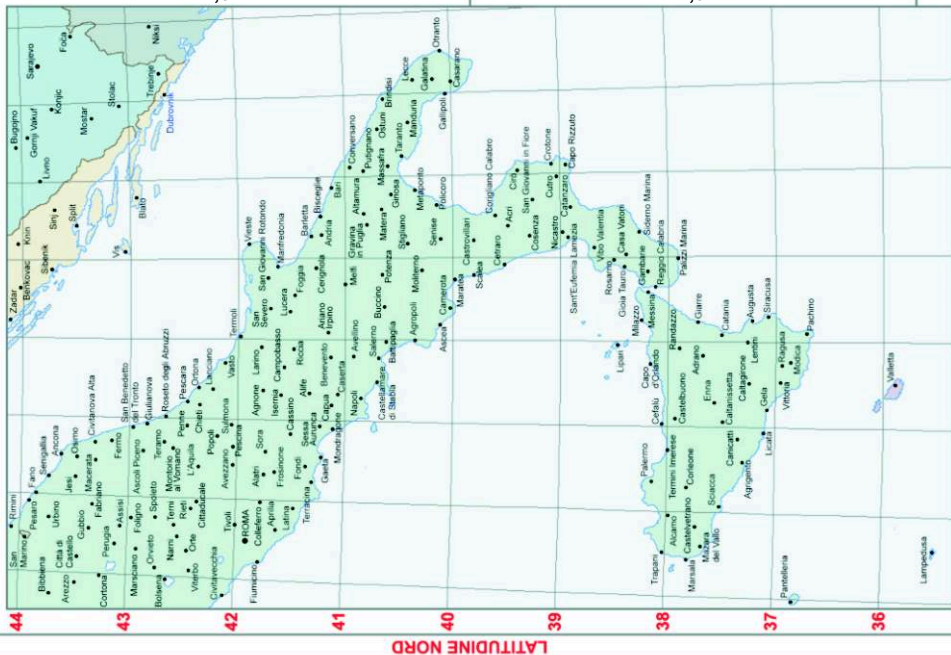 Rimini
San
Marino
Pesaro
Fano
Senigallia
Ancona
Osimo
Jesi
Macerata
Civitanova Alta
Fermo
San Benedetto
del Tronto
Giulianova
Ascoli Piceno
Teramo
Roseto degli Abruzzi
Montorio
al Vomano
Penne
Pescara
Chieti
Ortona
Lanciano
L'Aquila
Popoli
Sulmona
Pescina
Avezzano
Vasto
Termoli
Bibbiena
Urbino
Città di
Castello
Arezzo
Gubbio
Fabriano
Cortona
Perugia
Assisi
Marsciano
Foligno
Spoleto
Orvieto
Bolsena
Terni
Narni
Rieti
Orte
Viterbo
Cittaducale
Civitavecchia
Tivoli
ROMA
Fiumicino
Colleferro
Alatri
Sora
Aprilia
Frosinone
Latina
Fondi
Terracina
Gaeta
Cassino
Sessa
Aurunca
Mondragone
Agnone
Larino
Isernia
Campobasso
Riccia
Alife
Capua
Caserta
Benevento
Ariano
Irpino
Avellino
Napoli
Castellamare
di Stabia
Salerno
Battipaglia
Agropoli
Ascea
Camerota
San
Severo
San Giovanni Rotondo
Vieste
Manfredonia
Lucera
Foggia
Cerignola
Barletta
Andria
Bisceglie
Bari
Melfi
Gravina
in Puglia
Altamura
Conversano
Putignano
Matera
Massafra
Ginosa
Taranto
Ostuni
Brindisi
Manduria
Lecce
Galatina
Otranto
Gallipoli
Casarano
Metaponto
Policoro
Potenza
Buccino
Stigliano
Moliterno
Senise
Maratea
Scalea
Castrovillari
Cetraro
Corigliano Calabro
Acri
Cosenza
Cirò
San Giovanni in Fiore
Crotone
Cutro
Capo Rizzuto
Catanzaro
Nicastro
Sant'Eufemia Lamezia
Vibo Valentia
Rosarno
Gioia Tauro
Casa Vatori
Siderno Marina
Gambarie
Reggio Calabria
Palizzi Marina
Lipari
Milazzo
Messina
Capo
d'Orlando
Cefalù
Palermo
Termini Imerese
Trapani
Alcamo
Marsala
Castelvetrano
Mazara
del Vallo
Corleone
Sciacca
Castelbuono
Randazzo
Giarre
Adrano
Enna
Catania
Caltanissetta
Canicatti
Agrigento
Caltagirone
Lentini
Augusta
Siracusa
Licata
Gela
Vittoria
Ragusa
Modica
Pachino
Pantelleria
Lampedusa
Valletta
Zadar
Benkovac
Knin
Sibenik
Sinj
Split
Vis
Blato
Livno
Bugojno
Gornji Vakuf
Konjic
Mostar
Stolac
Sarajevo
Foča
Trebinje
Niksi
Dubrovnik
44
43
42
41
40
39
38
37
36
LATITUDINE NORD